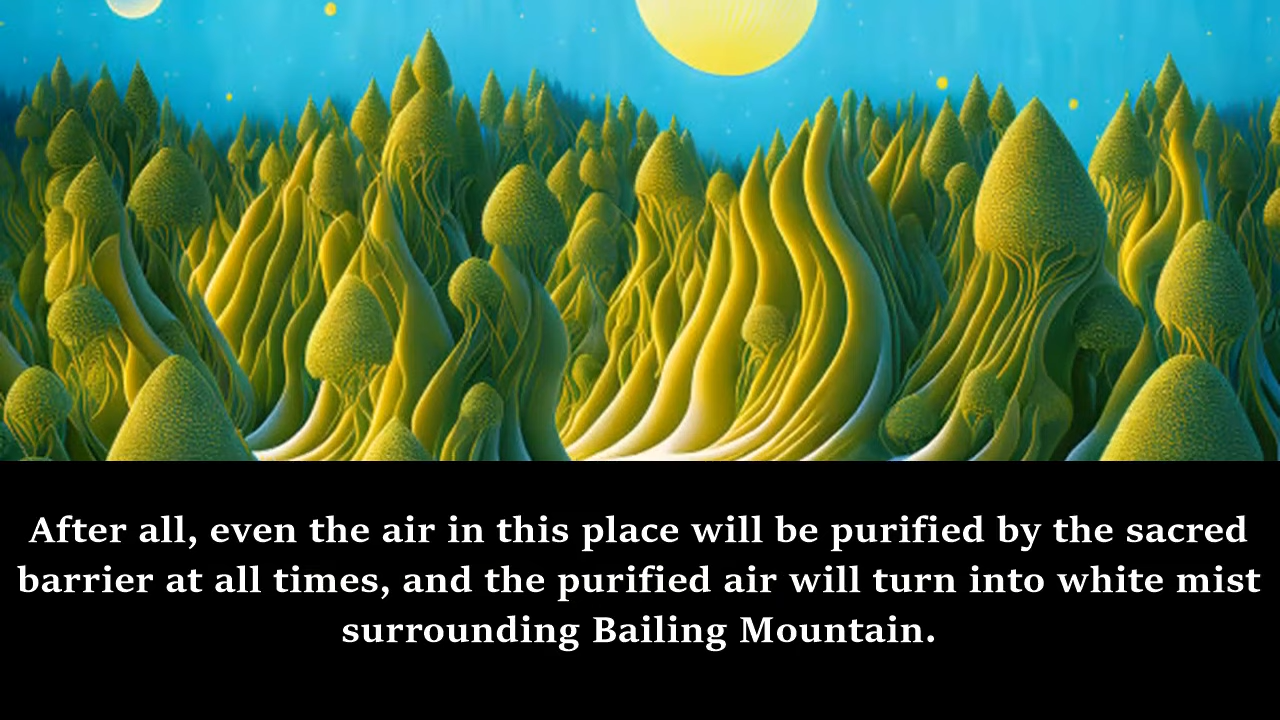 After all, even the air in this place will be purified by the sacred
barrier at all times, and the purified air will turn into white mist
surrounding Bailing Mountain.